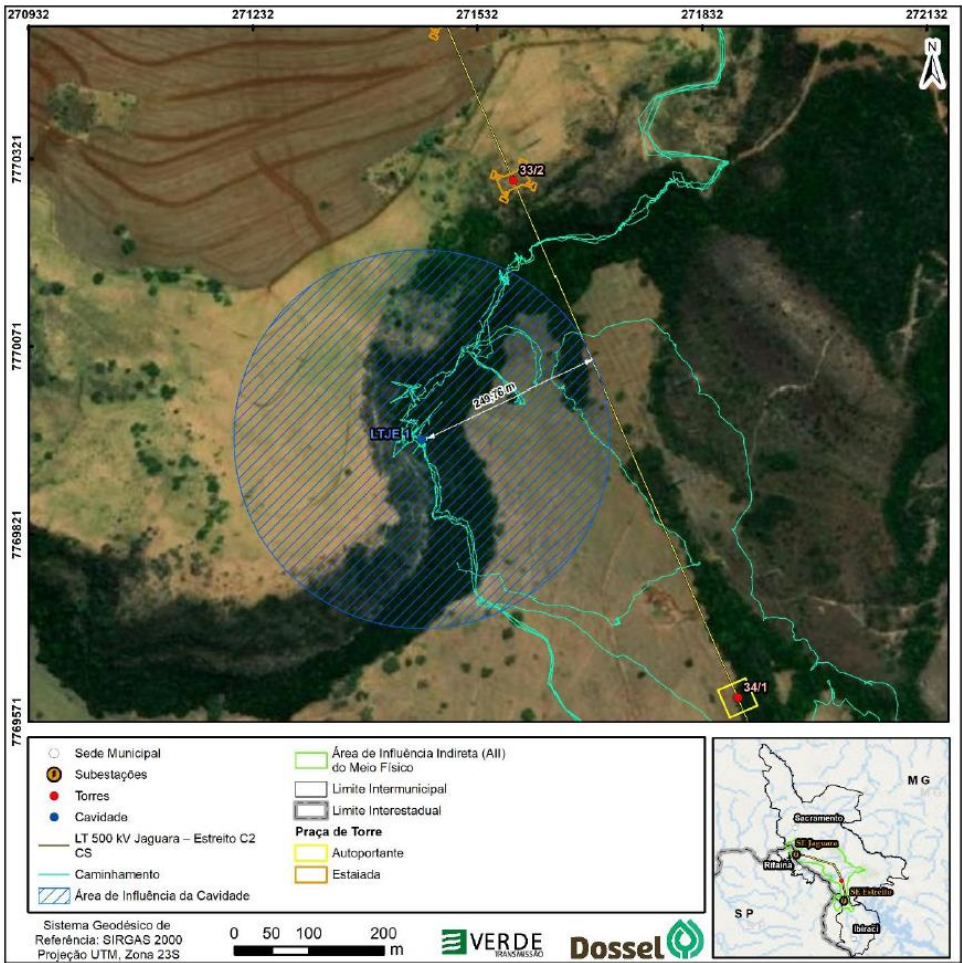 270932 271232 271532 271832 272132
N
7770321
33/2
7770071
249,76 m
LTJE 1
7769821
34/1
7769571
Sede Municipal
Subestações
Torres
Cavidade
LT 500 kV Jaguara – Estreito C2
CS
Caminhamento
Área de Influência da Cavidade
Área de Influência Indireta (AII)
do Meio Físico
Limite Intermunicipal
Limite Interestadual
Praça de Torre
Autoportante
Estaiada
MG
Sacramento
SE Jaguara
Rifaina
SE Estreito
SP
Ibiraci
Sistema Geodésico de
Referência: SIRGAS 2000
Projeção UTM, Zona 23S
0 50 100 200
m
VERDE
TRANSMISSÃO
Dossel